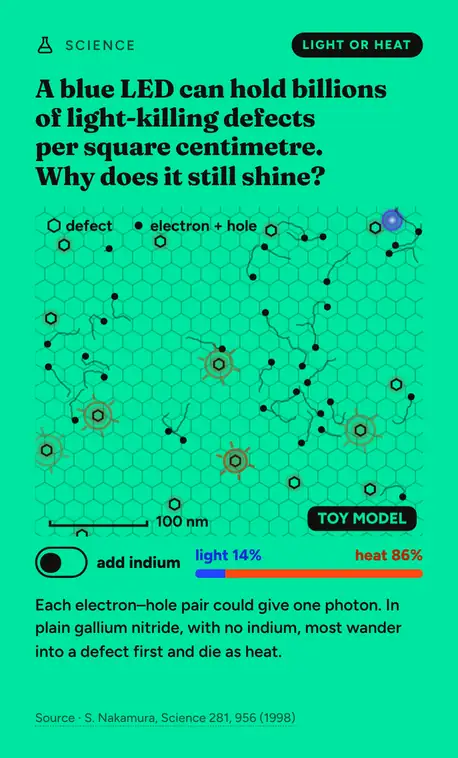 SCIENCE
LIGHT OR HEAT
A blue LED can hold billions
of light-killing defects
per square centimetre.
Why does it still shine?
defect
electron + hole
100 nm
TOY MODEL
add indium
light 14%
heat 86%
Each electron–hole pair could give one photon. In
plain gallium nitride, with no indium, most wander
into a defect first and die as heat.
Source · S. Nakamura, Science 281, 956 (1998)